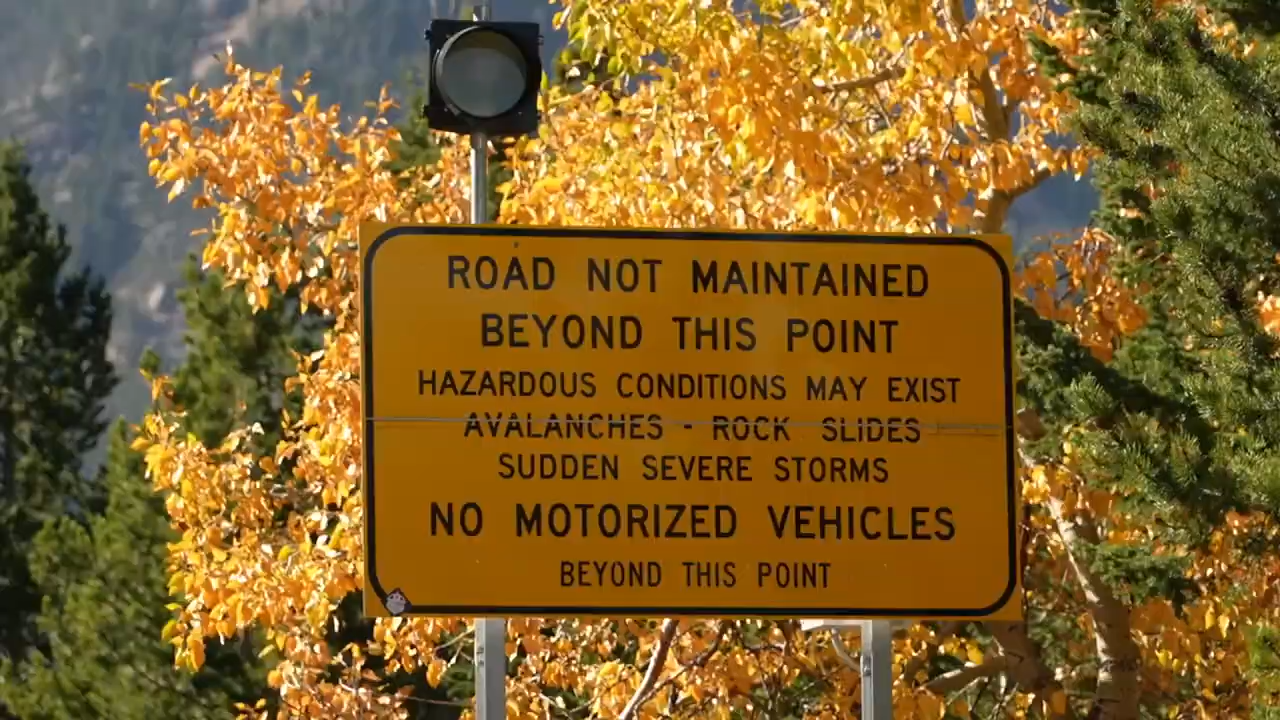 ROAD NOT MAINTAINED
BEYOND THIS POINT
HAZARDOUS CONDITIONS MAY EXIST
AVALANCHES - ROCK SLIDES
SUDDEN SEVERE STORMS
NO MOTORIZED VEHICLES
BEYOND THIS POINT